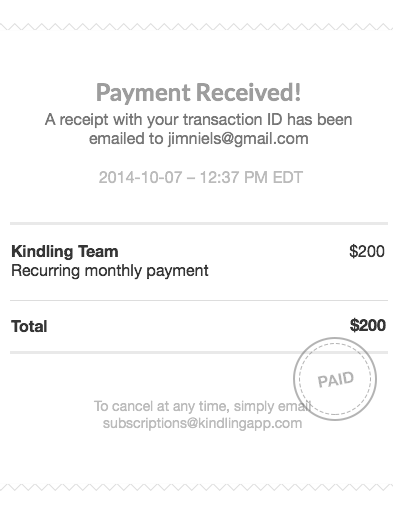 Payment Received!
A receipt with your transaction ID has been
emailed to jimniels@gmail.com
2014-10-07 – 12:37 PM EDT
Kindling Team $200
Recurring monthly payment
Total $200
PAID
To cancel at any time, simply email
subscriptions@kindlingapp.com